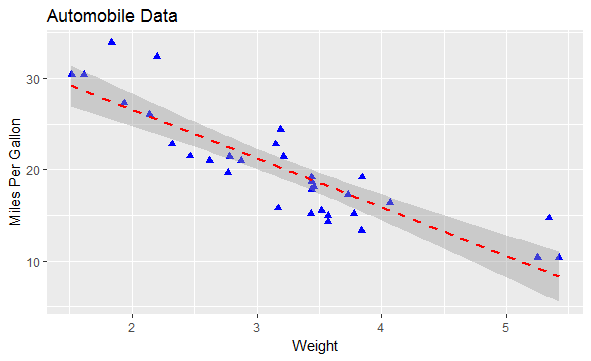 Automobile Data
Miles Per Gallon
30
20
10
2 3 4 5
Weight